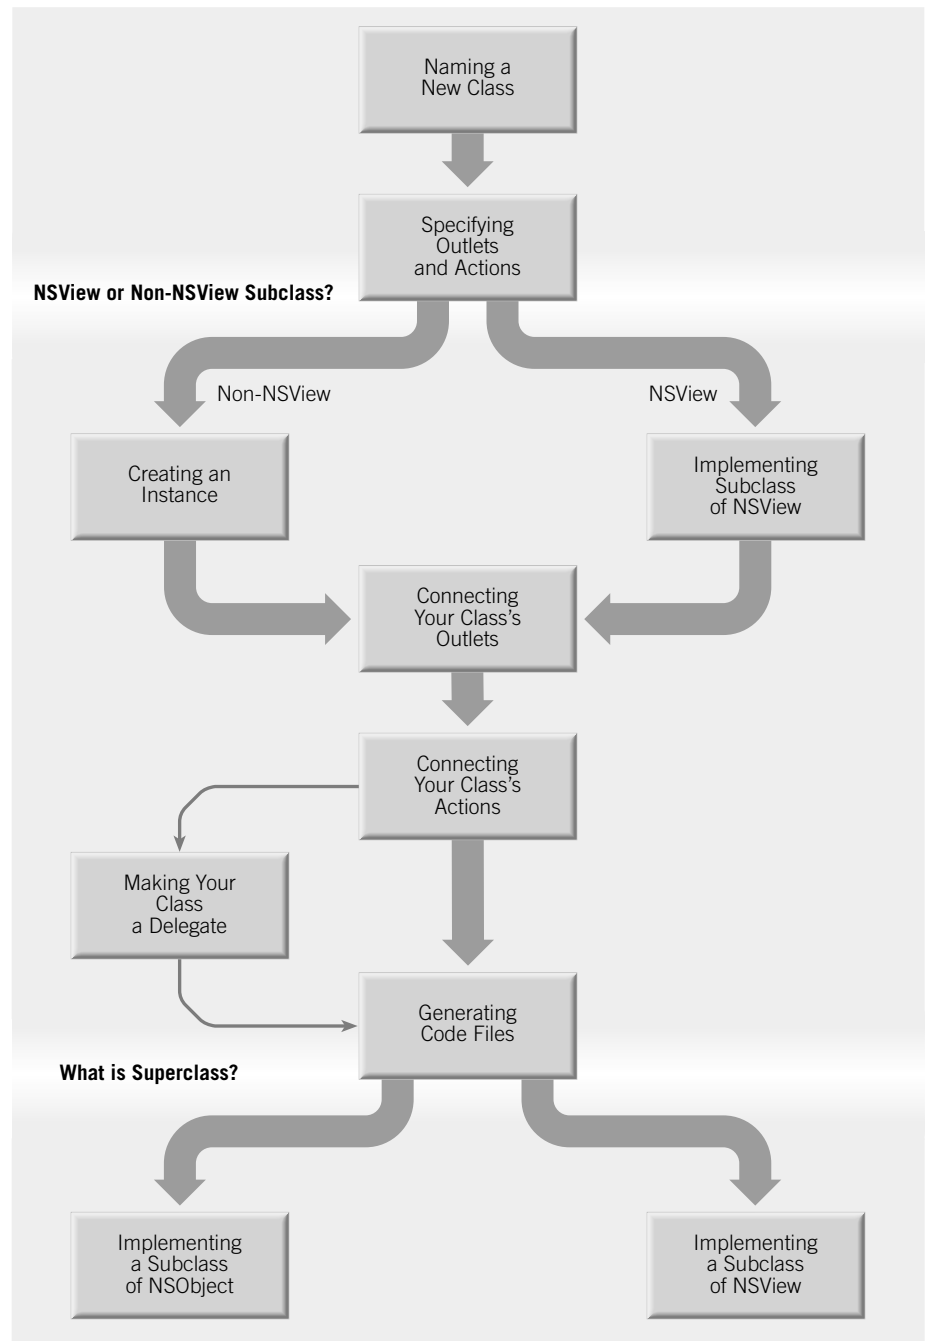 Naming a
New Class
Specifying
Outlets
and Actions
NSView or Non-NSView Subclass?
Non-NSView
NSView
Creating an
Instance
Implementing
Subclass
of NSView
Connecting
Your Class's
Outlets
Connecting
Your Class's
Actions
Making Your
Class
a Delegate
Generating
Code Files
What is Superclass?
Implementing
a Subclass
of NSObject
Implementing
a Subclass
of NSView